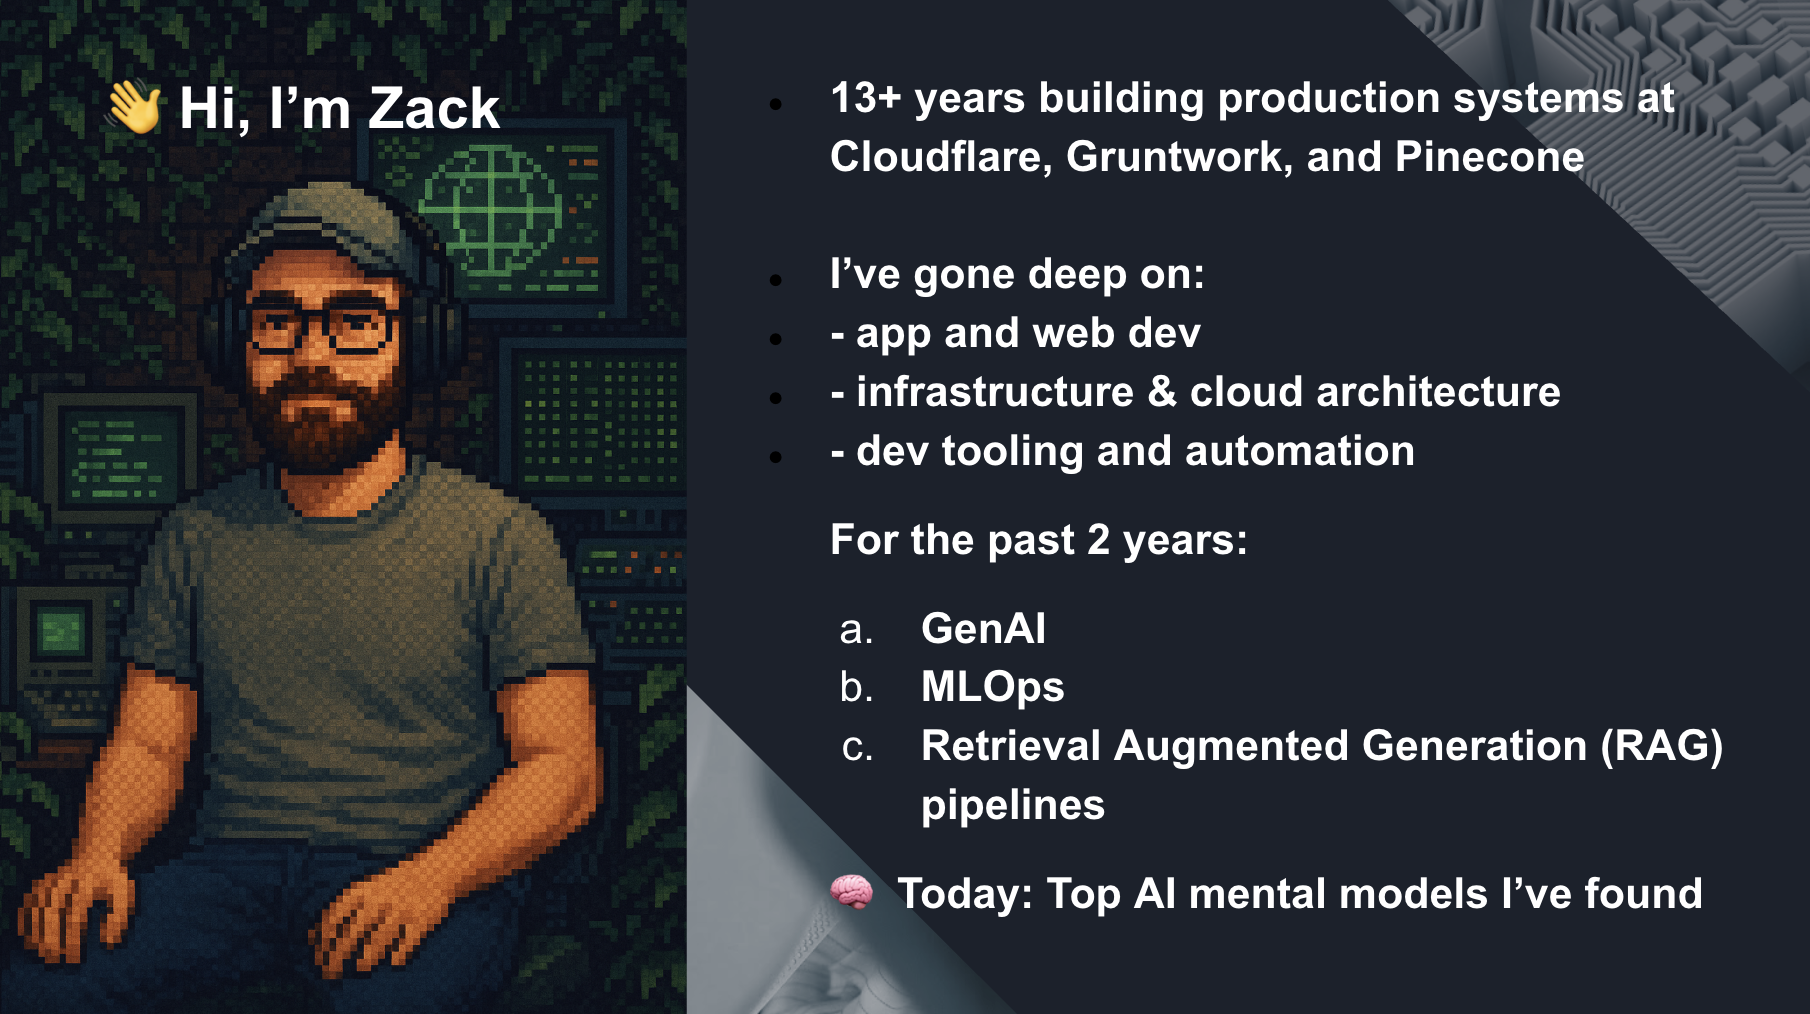 👋 Hi, I’m Zack
● 13+ years building production systems at
Cloudflare, Gruntwork, and Pinecone
● I’ve gone deep on:
● - app and web dev
● - infrastructure & cloud architecture
● - dev tooling and automation
For the past 2 years:
a. GenAI
b. MLOps
c. Retrieval Augmented Generation (RAG)
pipelines
🧠 Today: Top AI mental models I’ve found